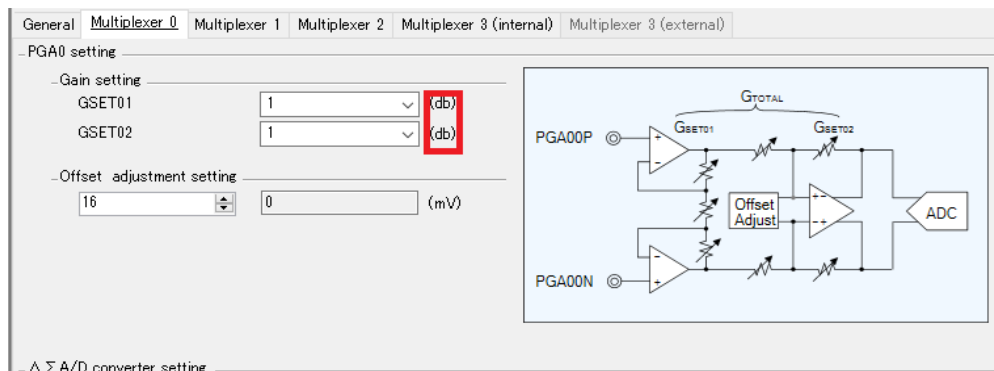 General Multiplexer 0 Multiplexer 1 Multiplexer 2 Multiplexer 3 (internal) Multiplexer 3 (external)
PGA0 setting
Gain setting
GSET01 1 (db)
GSET02 1 (db)
Offset adjustment setting
16 0 (mV)
GTOTAL
PGA00P + GSET01 GSET02
-
Offset
Adjust
+ -
- +
ADC
-
PGA00N +
ΔΣA/D converter setting